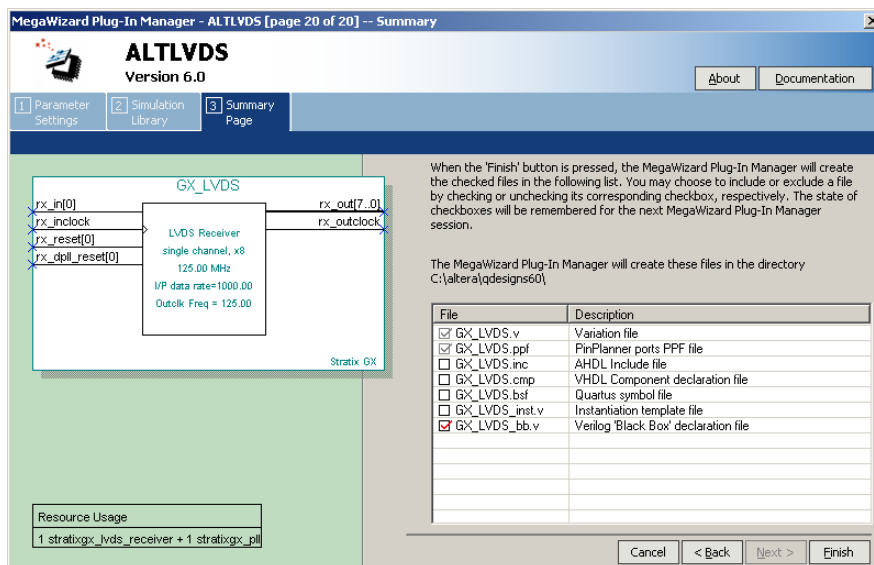 MegaWizard Plug-In Manager - ALTLVDS [page 20 of 20] -- Summary
ALTLVDS
Version 6.0
About
Documentation
1 Parameter Settings
2 Simulation Library
3 Summary Page
GX_LVDS
rx_in[0]
rx_inclock
rx_reset[0]
rx_dpll_reset[0]
rx_out[7..0]
rx_outclock
LVDS Receiver
single channel, x8
125.00 MHz
I/P data rate=1000.00
Outclk Freq = 125.00
Stratix GX
Resource Usage
1 stratixgx_lvds_receiver + 1 stratixgx_pll
When the 'Finish' button is pressed, the MegaWizard Plug-In Manager will create
the checked files in the following list. You may choose to include or exclude a file
by checking or unchecking its corresponding checkbox, respectively. The state of
checkboxes will be remembered for the next MegaWizard Plug-In Manager
session.
The MegaWizard Plug-In Manager will create these files in the directory
C:\altera\qdesigns60\
File Description
GX_LVDS.v Variation file
GX_LVDS.ppf PinPlanner ports PPF file
GX_LVDS.inc AHDL Include file
GX_LVDS.cmp VHDL Component declaration file
GX_LVDS.bsf Quartus symbol file
GX_LVDS_inst.v Instantiation template file
GX_LVDS_bb.v Verilog 'Black Box' declaration file
Cancel
< Back
Next >
Finish